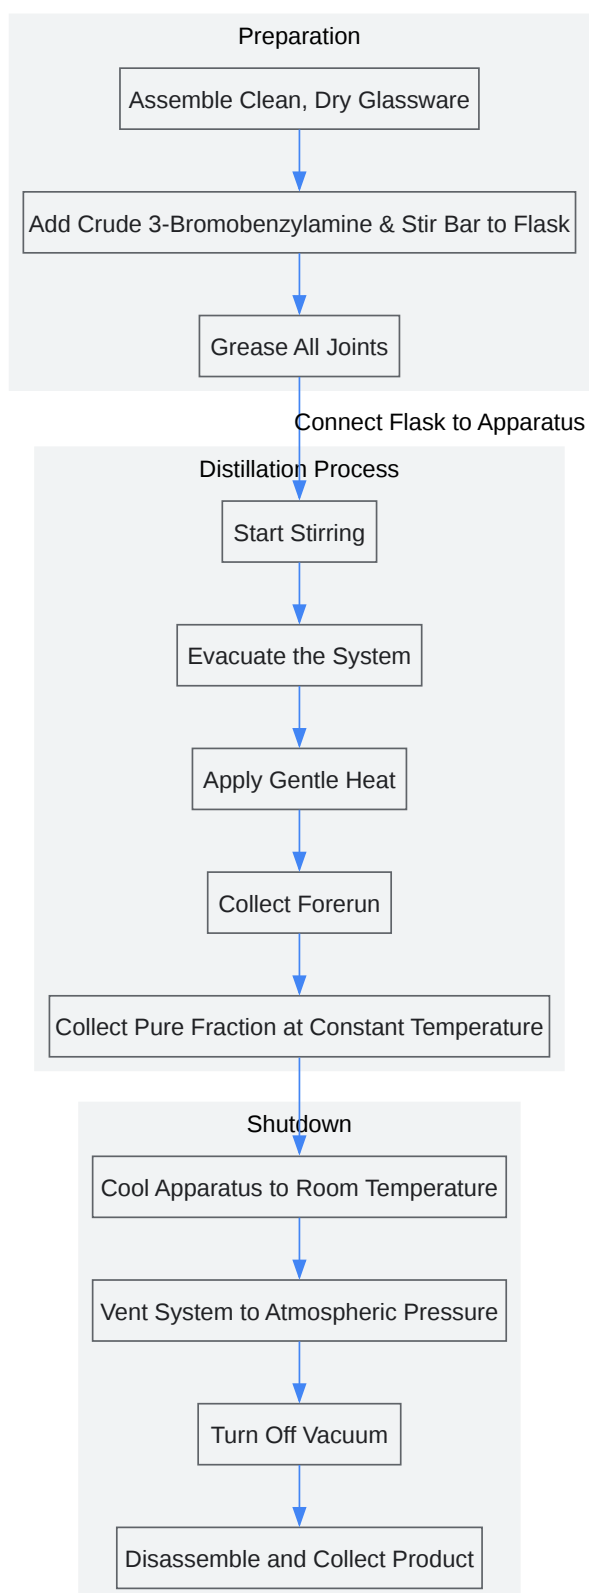 Preparation
Assemble Clean, Dry Glassware
Add Crude 3-Bromobenzylamine & Stir Bar to Flask
Grease All Joints
Connect Flask to Apparatus
Distillation Process
Start Stirring
Evacuate the System
Apply Gentle Heat
Collect Forerun
Collect Pure Fraction at Constant Temperature
Shutdown
Cool Apparatus to Room Temperature
Vent System to Atmospheric Pressure
Turn Off Vacuum
Disassemble and Collect Product